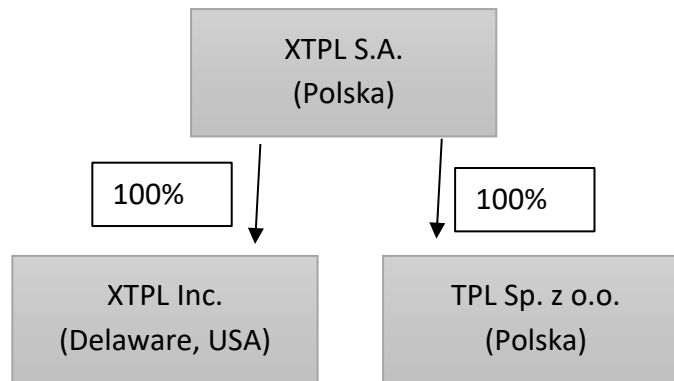 XTPL S.A.
(Polska)
100%
100%
XTPL Inc.
(Delaware, USA)
TPL Sp. z o.o.
(Polska)